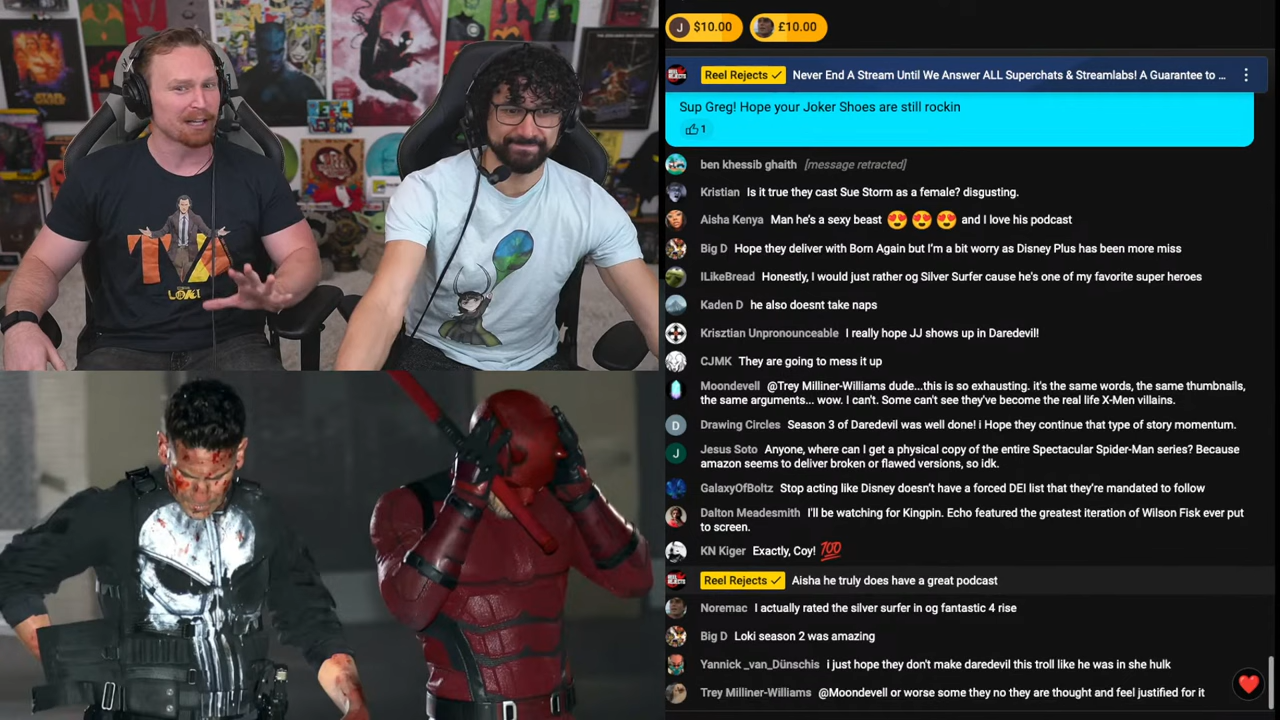 J $10.00 £10.00
Reel Rejects Never End A Stream Until We Answer ALL Superchats & Streamlabs! A Guarantee to ...
Sup Greg! Hope your Joker Shoes are still rockin
1
ben khessib ghaith [message retracted]
Kristian Is it true they cast Sue Storm as a female? disgusting.
Aisha Kenya Man he's a sexy beast 😍 😍 😍 and I love his podcast
Big D Hope they deliver with Born Again but I'm a bit worry as Disney Plus has been more miss
ILikeBread Honestly, I would just rather og Silver Surfer cause he's one of my favorite super heroes
Kaden D he also doesnt take naps
Krisztian Unpronounceable I really hope JJ shows up in Daredevil!
CJMK They are going to mess it up
Moondevell @Trey Milliner-Williams dude...this is so exhausting. it's the same words, the same thumbnails,
the same arguments... wow. I can't. Some can't see they've become the real life X-Men villains.
D Drawing Circles Season 3 of Daredevil was well done! i Hope they continue that type of story momentum.
J Jesus Soto Anyone, where can I get a physical copy of the entire Spectacular Spider-Man series? Because
amazon seems to deliver broken or flawed versions, so idk.
GalaxyOfBoltz Stop acting like Disney doesn't have a forced DEI list that they're mandated to follow
Dalton Meadesmith I'll be watching for Kingpin. Echo featured the greatest iteration of Wilson Fisk ever put
to screen.
KN Kiger Exactly, Coy! 💯
Reel Rejects Aisha he truly does have a great podcast
Noremac I actually rated the silver surfer in og fantastic 4 rise
Big D Loki season 2 was amazing
Yannick _van_Dünschis i just hope they don't make daredevil this troll like he was in she hulk
Trey Milliner-Williams @Moondevell or worse some they no they are thought and feel justified for it
TVA
LOKI